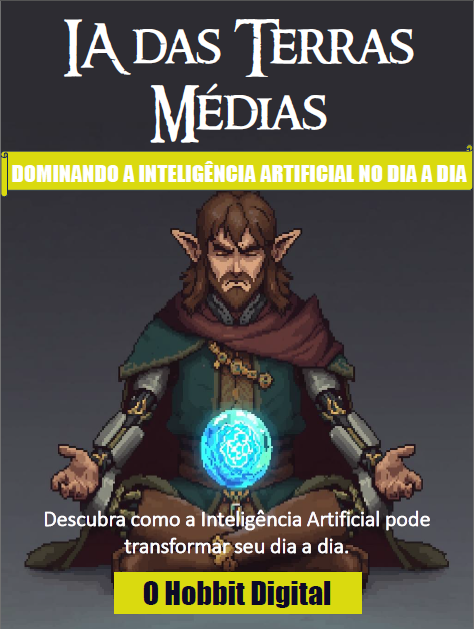 IA das Terras
Médias
DOMINANDO A INTELIGÊNCIA ARTIFICIAL NO DIA A DIA
Descubra como a Inteligência Artificial pode
transformar seu dia a dia.
O Hobbit Digital